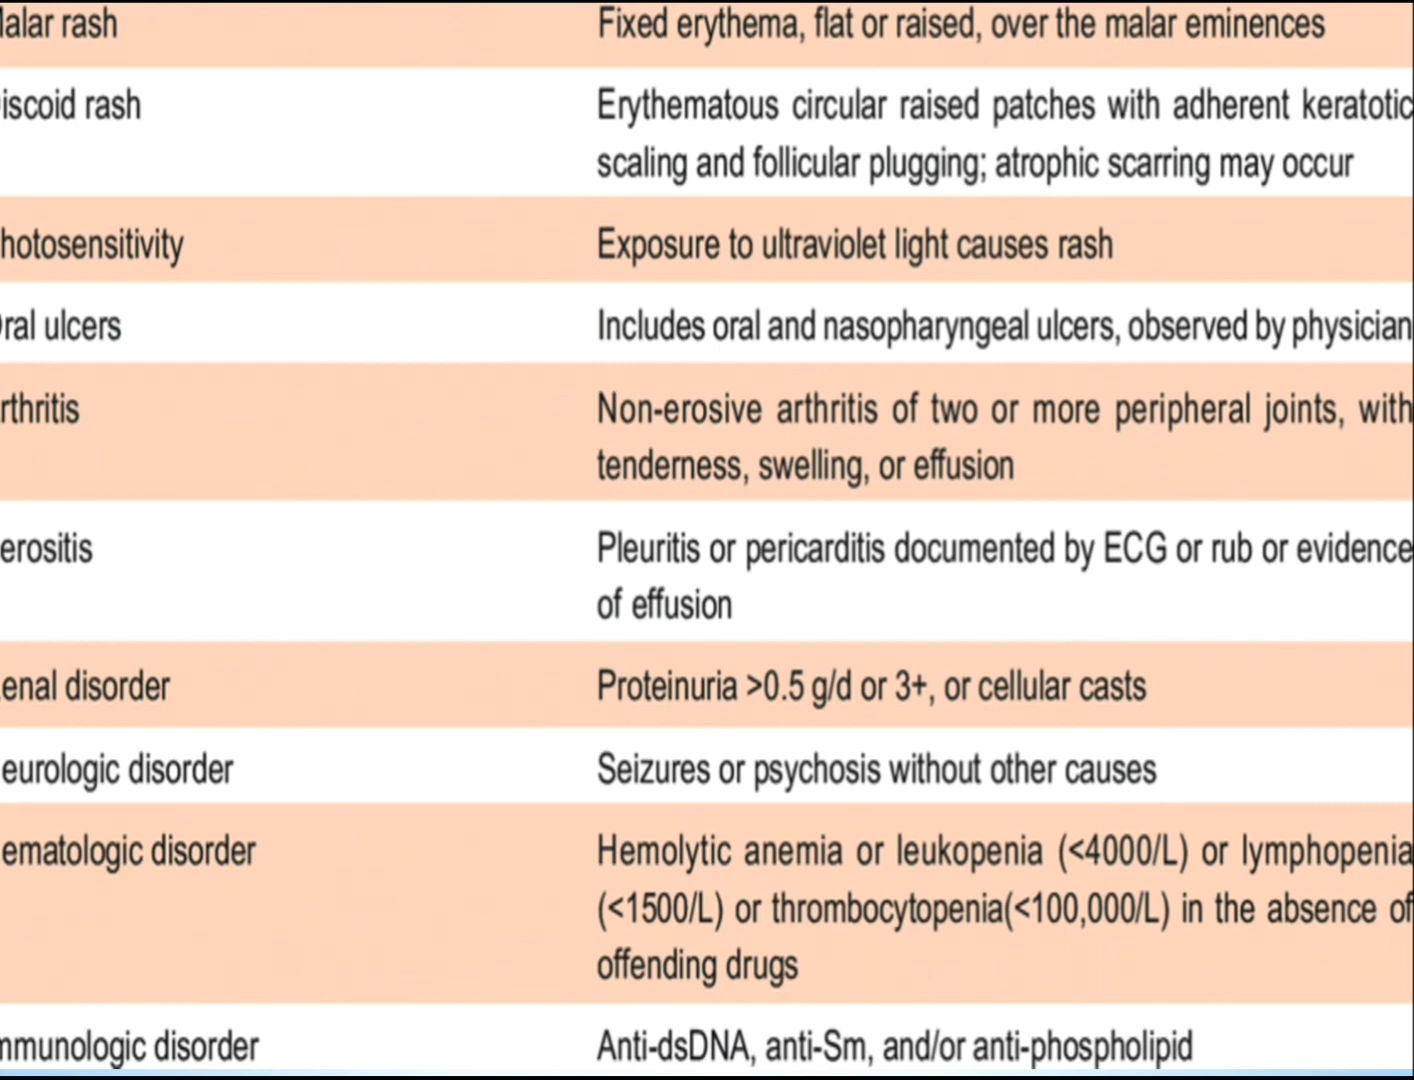 Malar rash Fixed erythema, flat or raised, over the malar eminences
iscoid rash Erythematous circular raised patches with adherent keratotic
scaling and follicular plugging; atrophic scarring may occur
hotosensitivity Exposure to ultraviolet light causes rash
Oral ulcers Includes oral and nasopharyngeal ulcers, observed by physician
rthritis Non-erosive arthritis of two or more peripheral joints, with
tenderness, swelling, or effusion
erositis Pleuritis or pericarditis documented by ECG or rub or evidence
of effusion
enal disorder Proteinuria >0.5 g/d or 3+, or cellular casts
eurologic disorder Seizures or psychosis without other causes
ematologic disorder Hemolytic anemia or leukopenia (<4000/L) or lymphopenia
(<1500/L) or thrombocytopenia(<100,000/L) in the absence of
offending drugs
mmunologic disorder Anti-dsDNA, anti-Sm, and/or anti-phospholipid